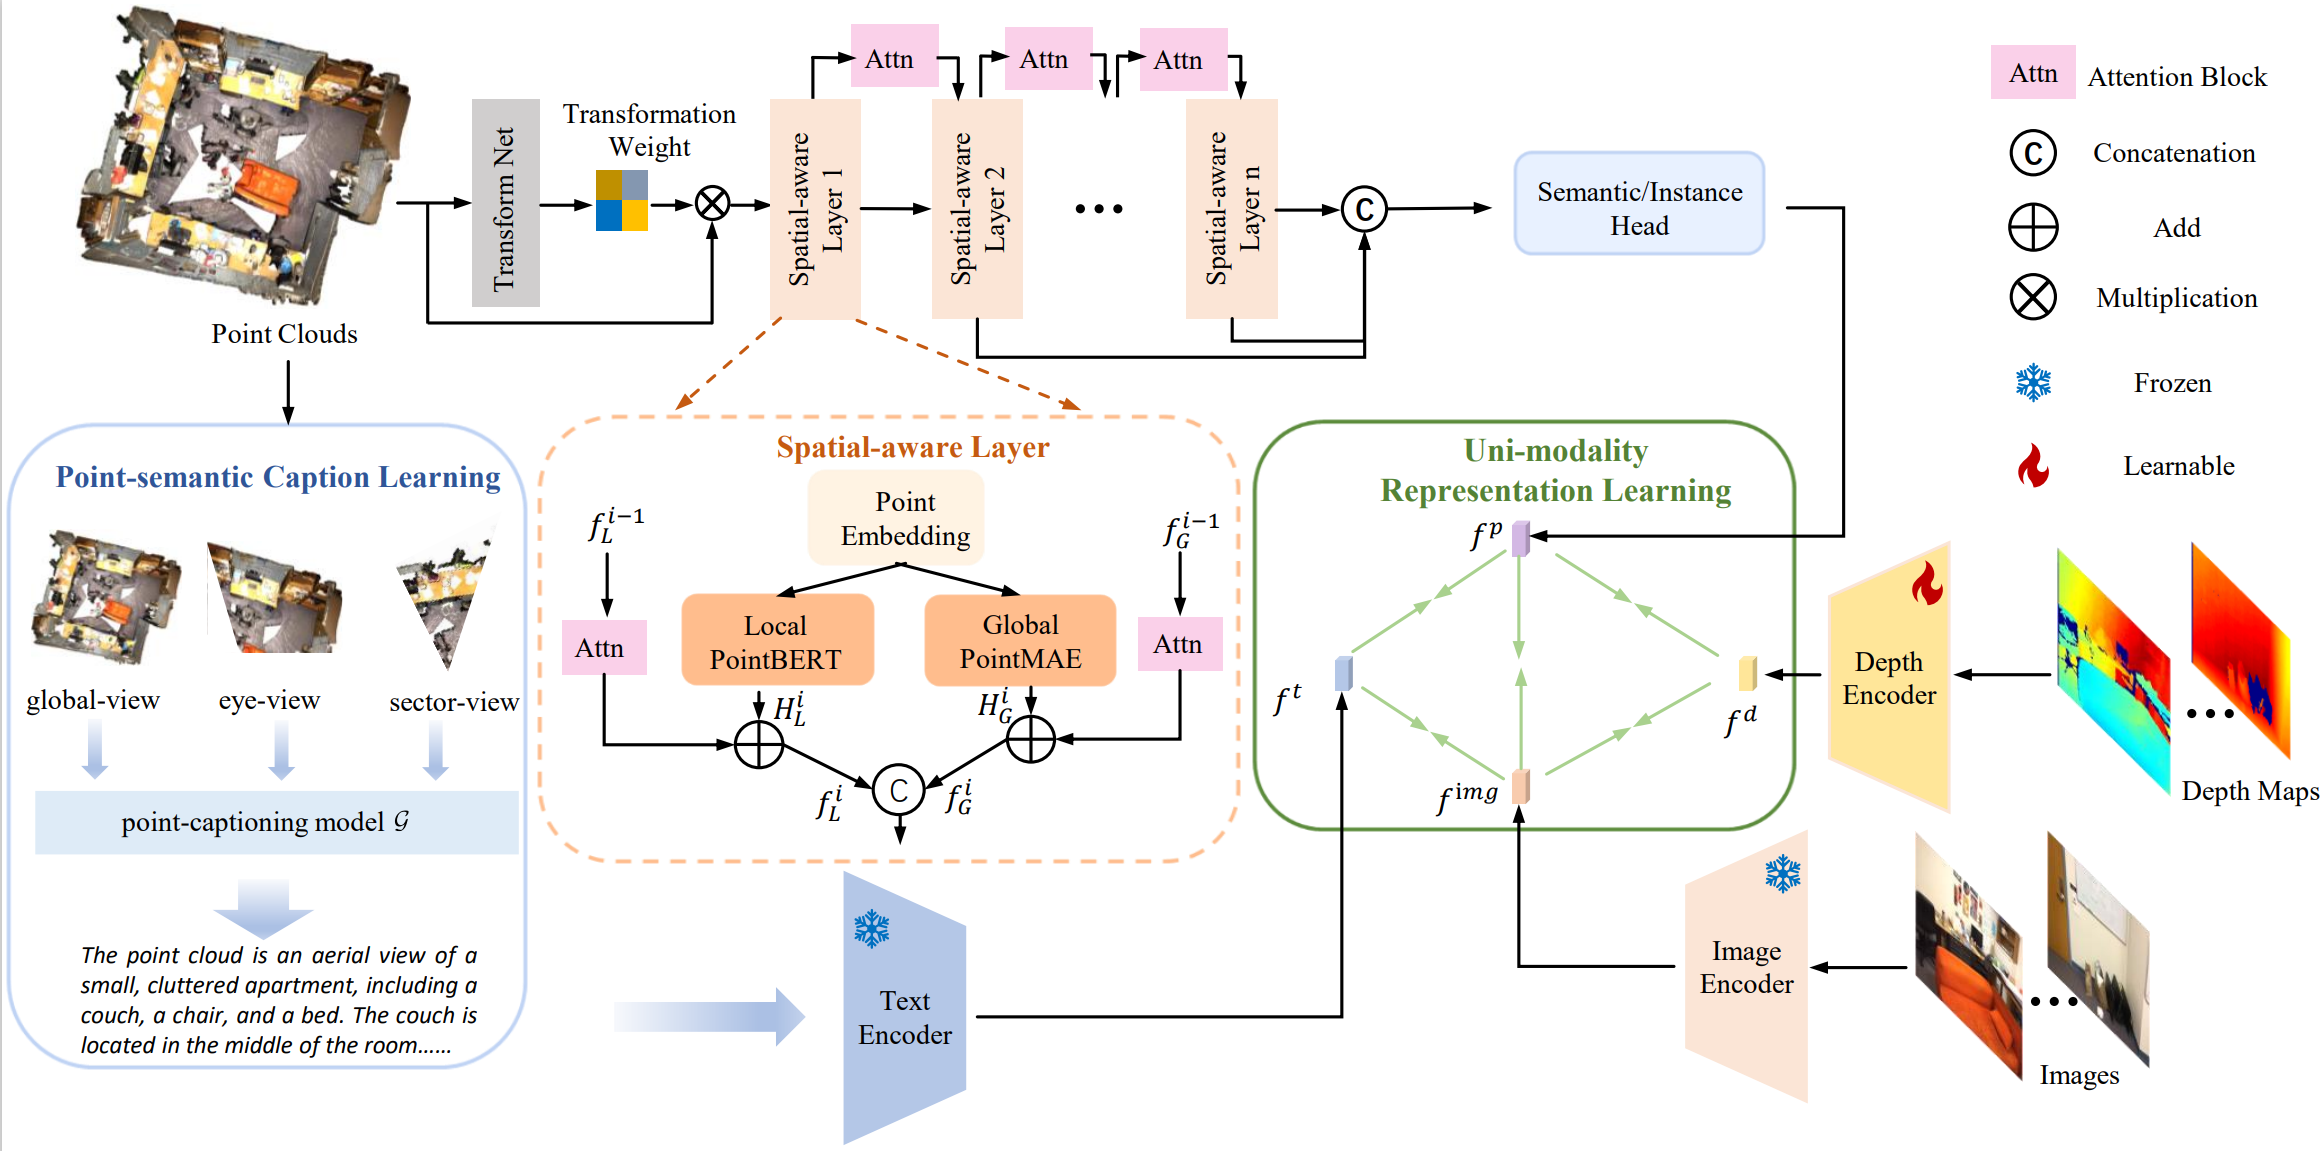 Attn
Attn
Attn
Attn
Attention Block
C
Concatenation
Add
Multiplication
Frozen
Learnable
Transform Net
Transformation
Weight
Spatial-aware
Layer 1
Spatial-aware
Layer 2
Spatial-aware
Layer n
C
Semantic/Instance
Head
Point Clouds
Point-semantic Caption Learning
global-view
eye-view
sector-view
point-captioning model 𝒢
The point cloud is an aerial view of a
small, cluttered apartment, including a
couch, a chair, and a bed. The couch is
located in the middle of the room......
Spatial-aware Layer
Point
Embedding
f_L^{i-1}
f_G^{i-1}
Attn
Local
PointBERT
Global
PointMAE
Attn
H_L^i
H_G^i
f_L^i
C
f_G^i
Uni-modality
Representation Learning
f^p
f^t
f^d
f^{img}
Depth
Encoder
Depth Maps
Text
Encoder
Image
Encoder
Images